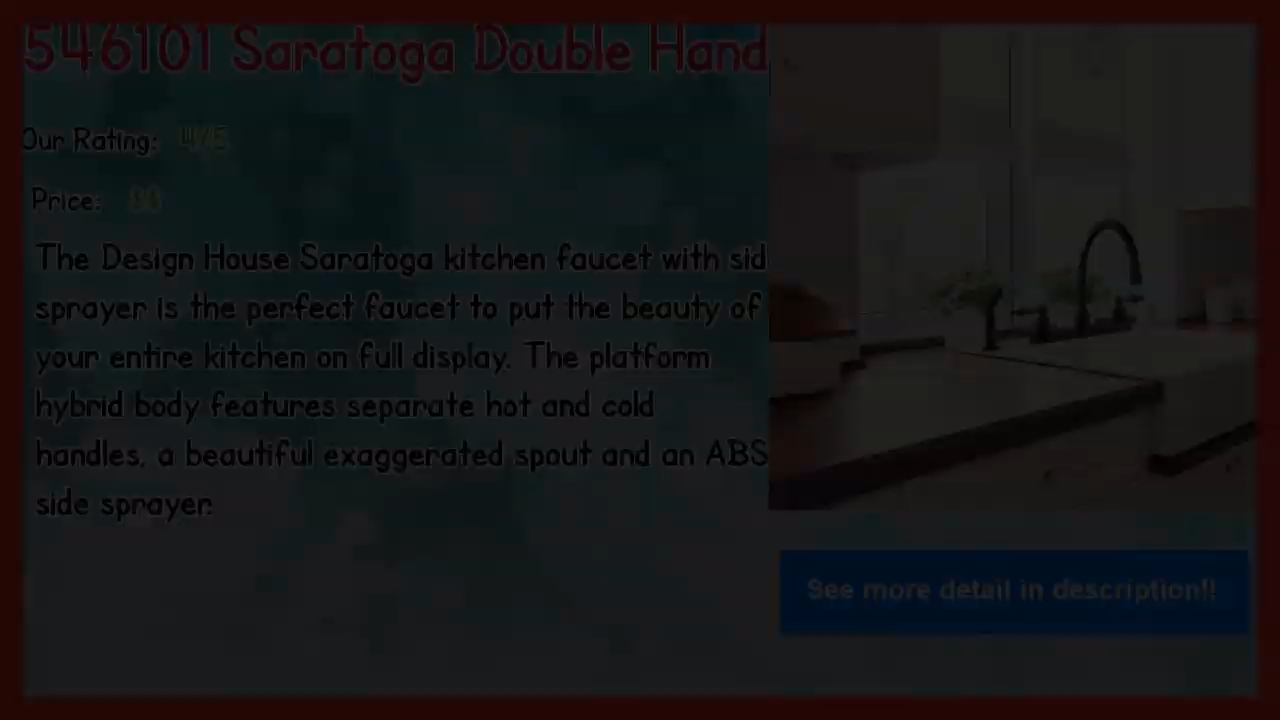 546101 Saratoga Double Hand
Our Rating: 4/5
Price: $$
The Design House Saratoga kitchen faucet with sid
sprayer is the perfect faucet to put the beauty of
your entire kitchen on full display. The platform
hybrid body features separate hot and cold
handles, a beautiful exaggerated spout and an ABS
side sprayer.
See more detail in description!!